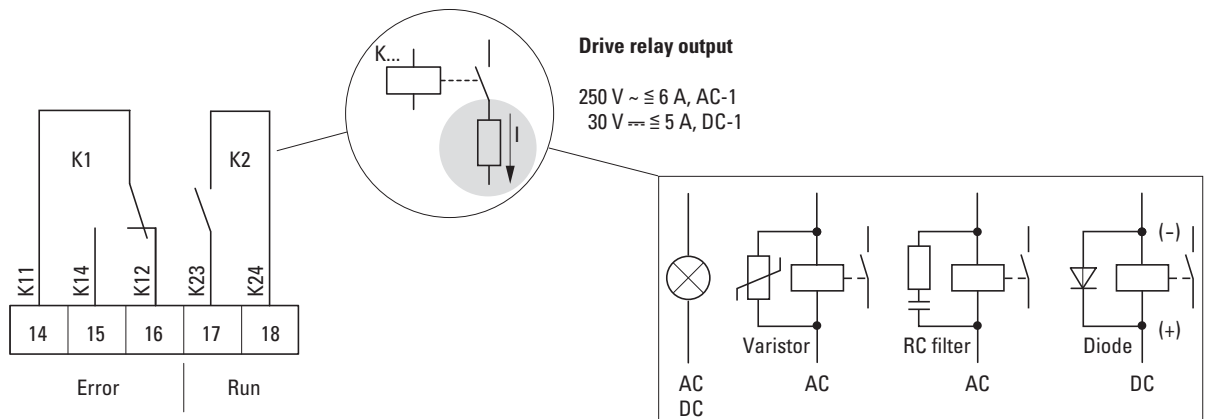 K...
Drive relay output
250 V ~ ≦ 6 A, AC-1
30 V ⎓ ≦ 5 A, DC-1
I
K1
K2
K11
K14
K12
K23
K24
14 15 16 17 18
Error Run
(-)
(+)
Varistor RC filter Diode
AC AC AC DC
DC